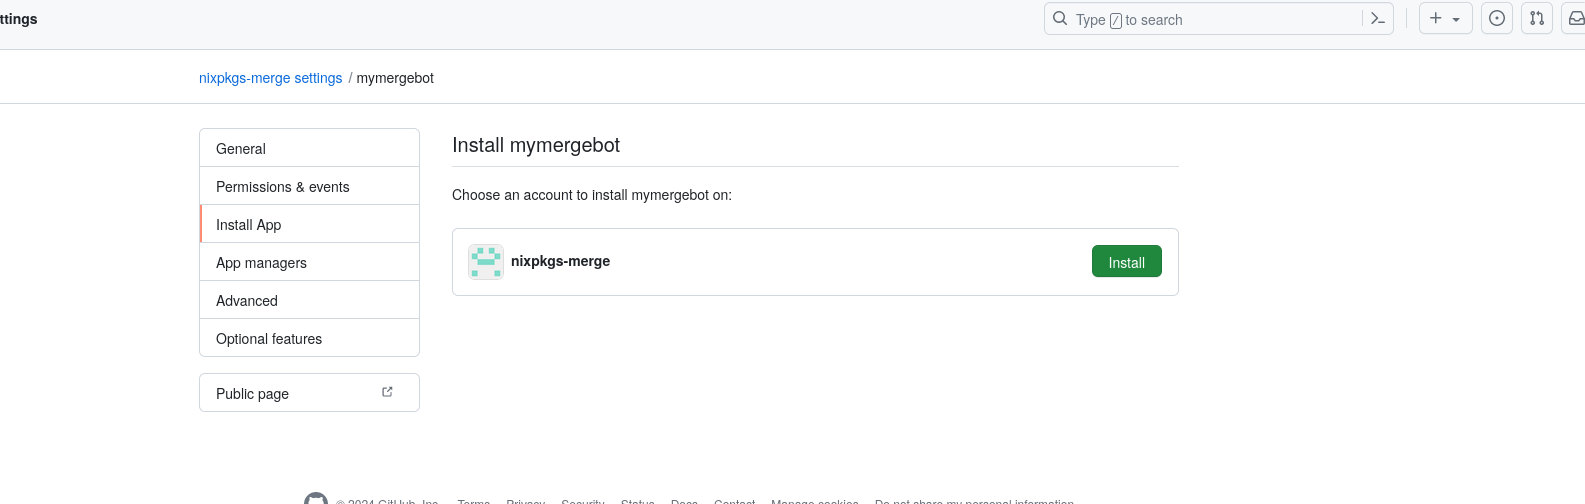 ttings
Type / to search
nixpkgs-merge settings / mymergebot
General
Permissions & events
Install App
App managers
Advanced
Optional features
Public page
Install mymergebot
Choose an account to install mymergebot on:
nixpkgs-merge
Install
© 2024 GitHub, Inc. Terms Privacy Security Status Docs Contact Manage cookies Do not share my personal information